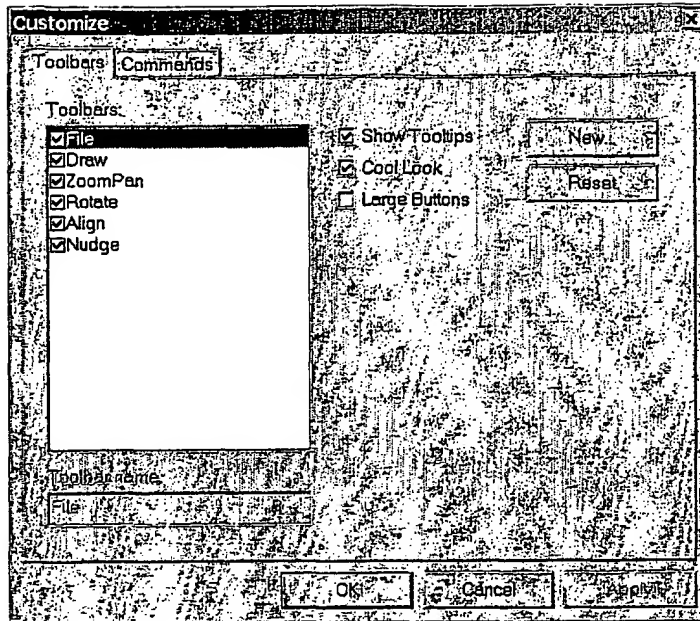 Customize
Toolbars Commands
Toolbars:
File
Draw
ZoomPan
Rotate
Align
Nudge
Show Tooltips
Cool Look
Large Buttons
New...
Reset
Toolbar name
File
OK Cancel Apply